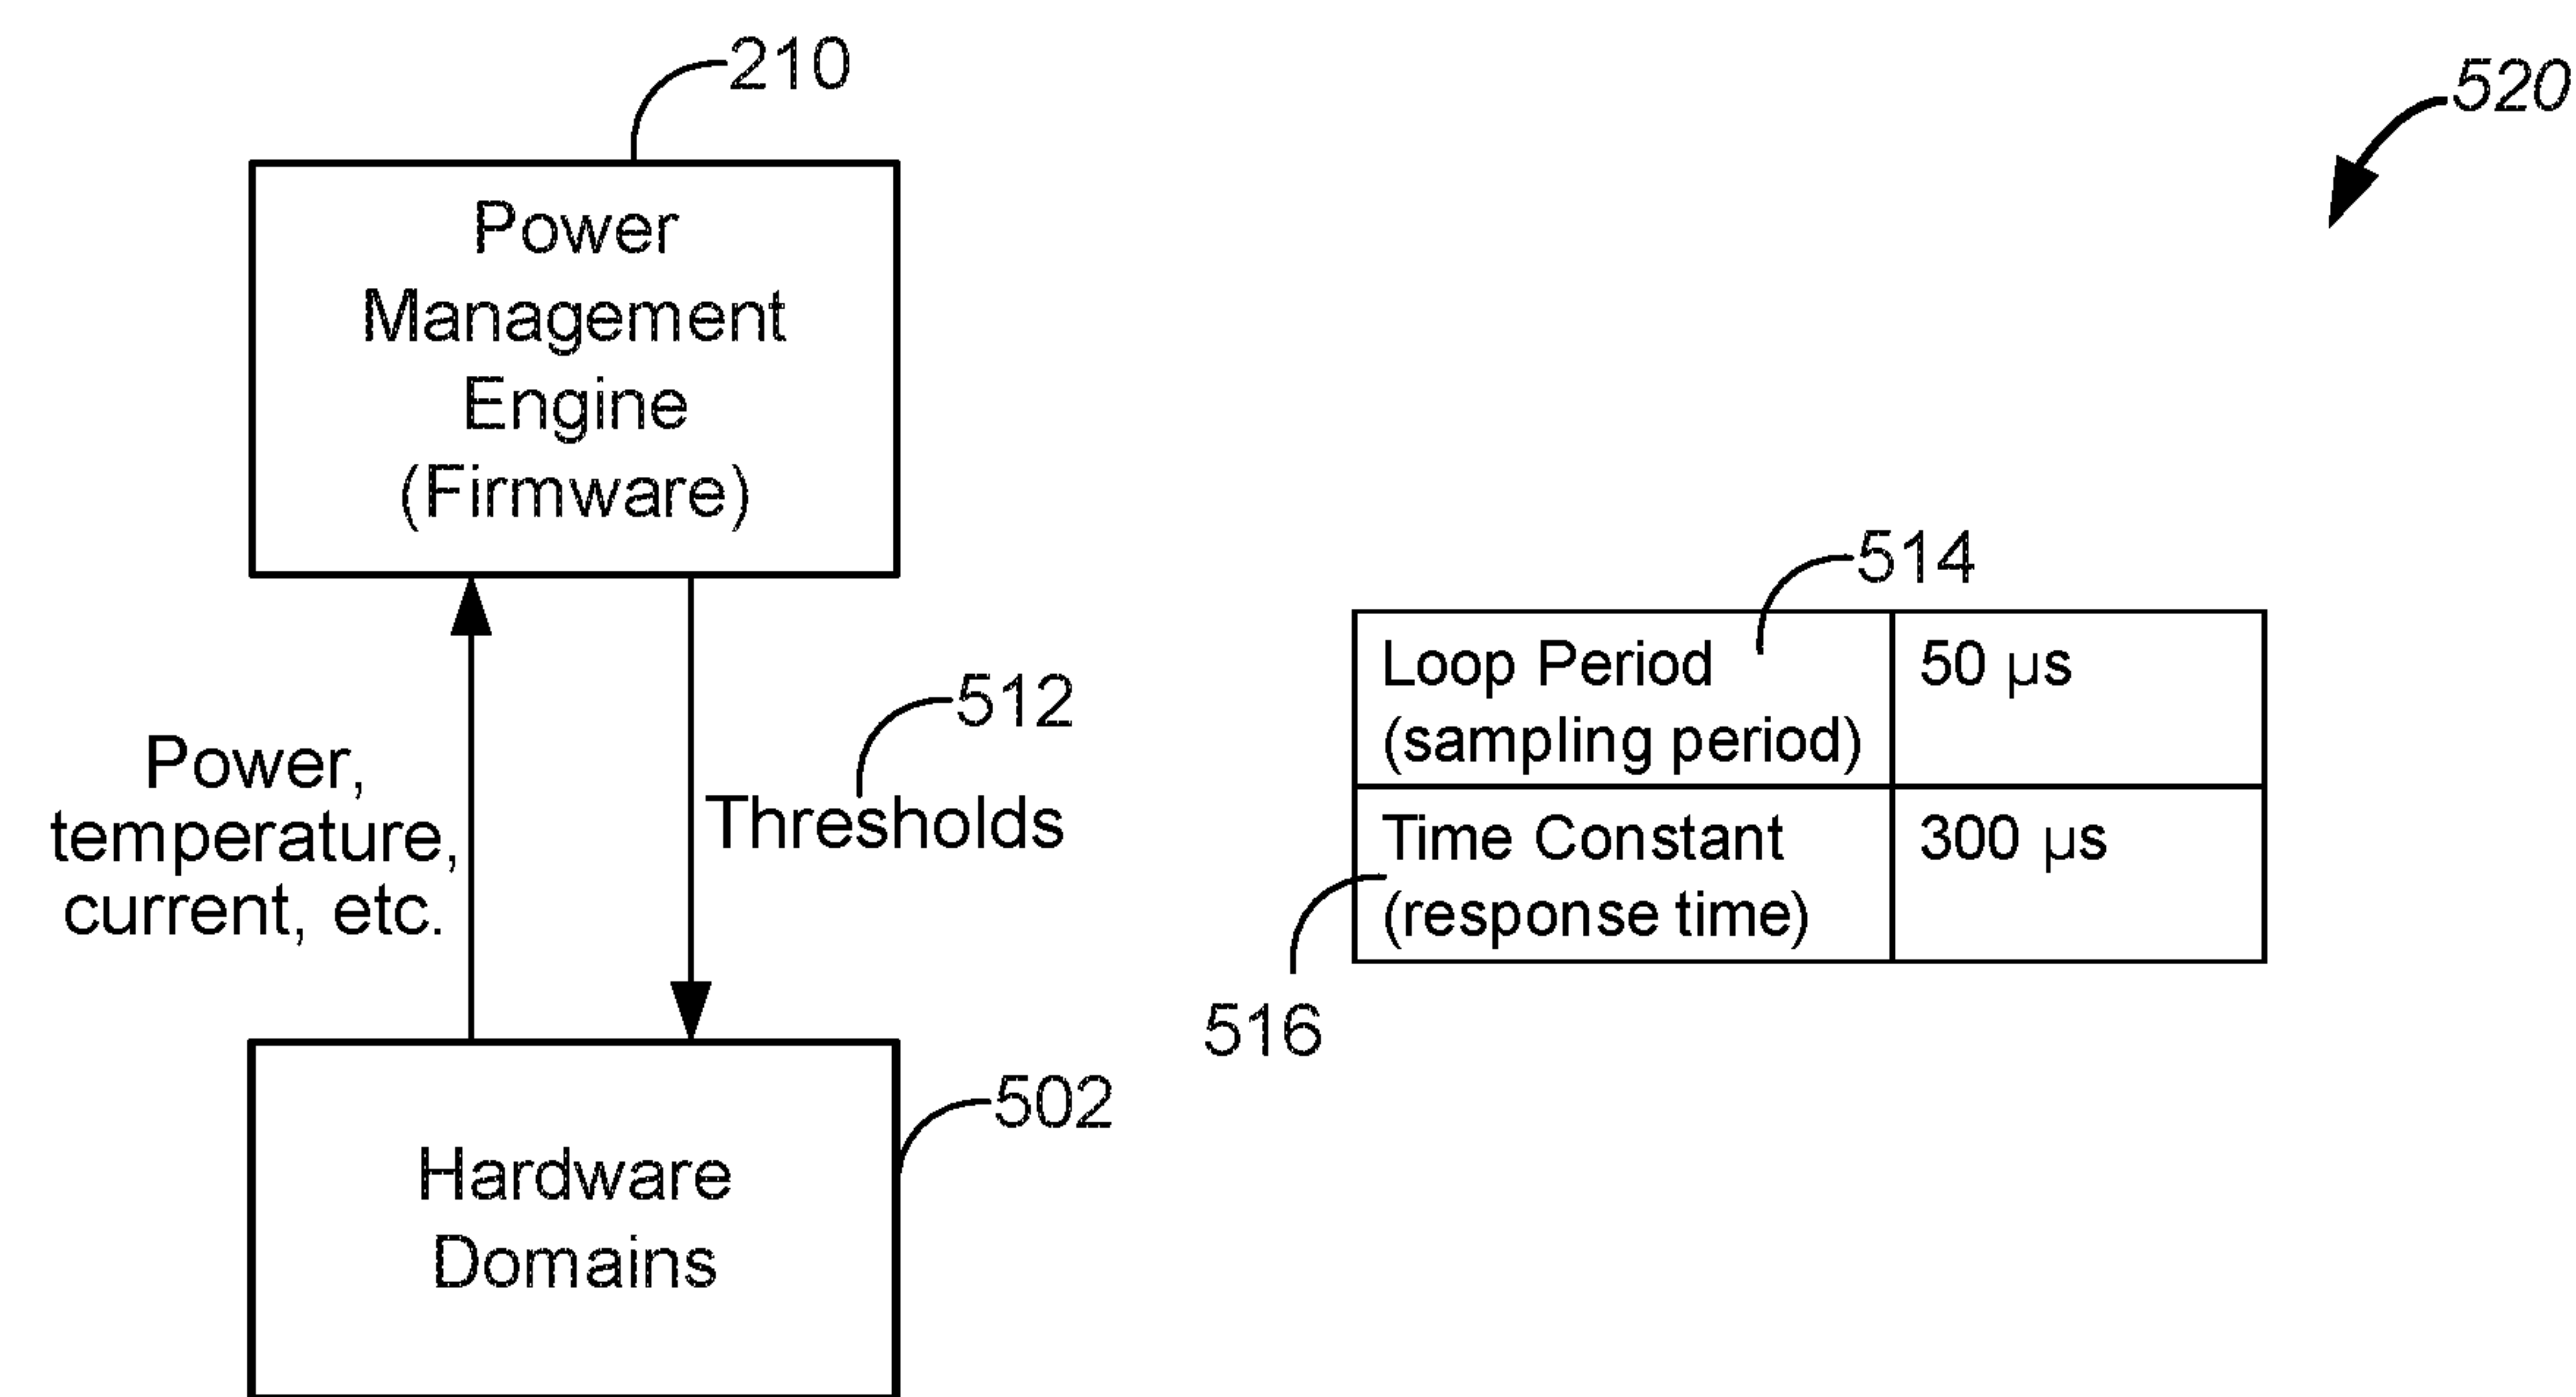 210
520
Power
Management
Engine
(Firmware)
514
Loop Period
(sampling period)
50 µs
512
Power,
temperature,
current, etc.
Thresholds
Time Constant
(response time)
300 µs
516
502
Hardware
Domains